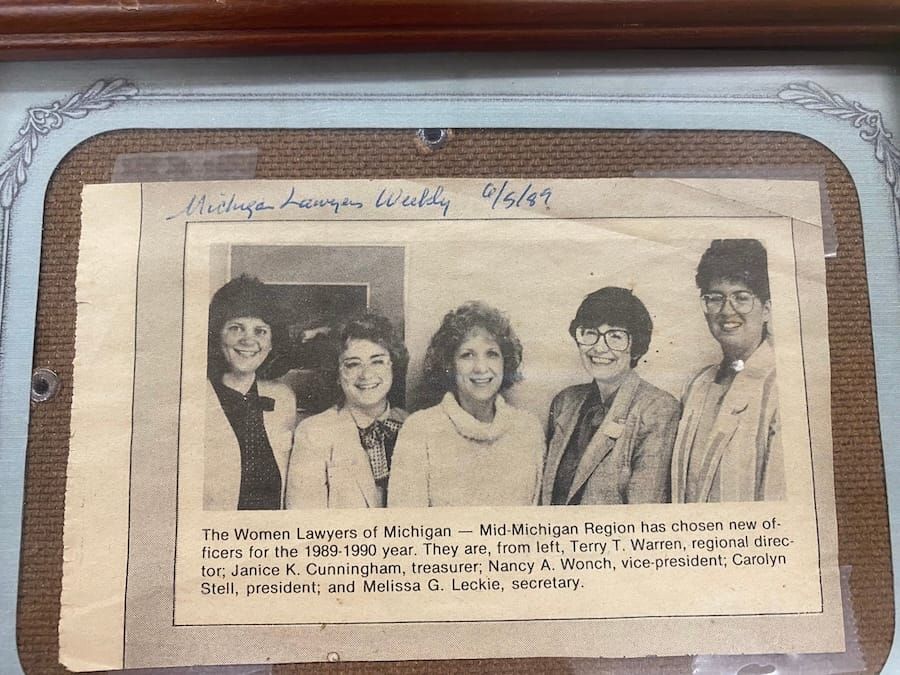 Michigan Lawyers Weekly 6/5/89
The Women Lawyers of Michigan — Mid-Michigan Region has chosen new of-
ficers for the 1989-1990 year. They are, from left, Terry T. Warren, regional direc-
tor; Janice K. Cunningham, treasurer; Nancy A. Wonch, vice-president; Carolyn
Stell, president; and Melissa G. Leckie, secretary.